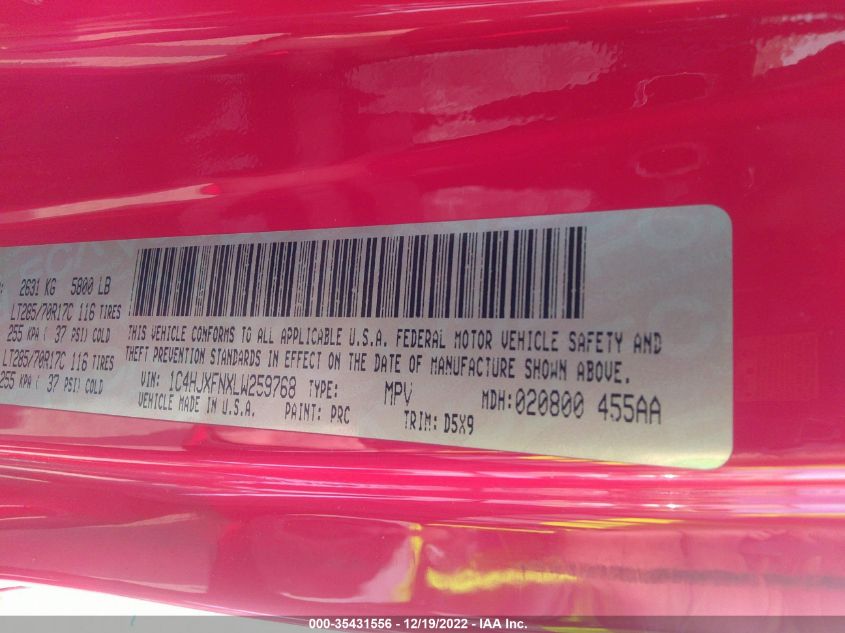 2631 KG 5800 LB
LT285/70R17C 116 TIRES
255 KPA ( 37 PSI) COLD
LT285/70R17C 116 TIRES
255 KPA ( 37 PSI) COLD
THIS VEHICLE CONFORMS TO ALL APPLICABLE U.S.A. FEDERAL MOTOR VEHICLE SAFETY AND
THEFT PREVENTION STANDARDS IN EFFECT ON THE DATE OF MANUFACTURE SHOWN ABOVE.
VIN: 1C4HJXFNXLW259768 TYPE: MPV MDH:020800 455AA
VEHICLE MADE IN U.S.A. PAINT: PRC TRIM: D5X9
000-35431556 - 12/19/2022 - IAA Inc.